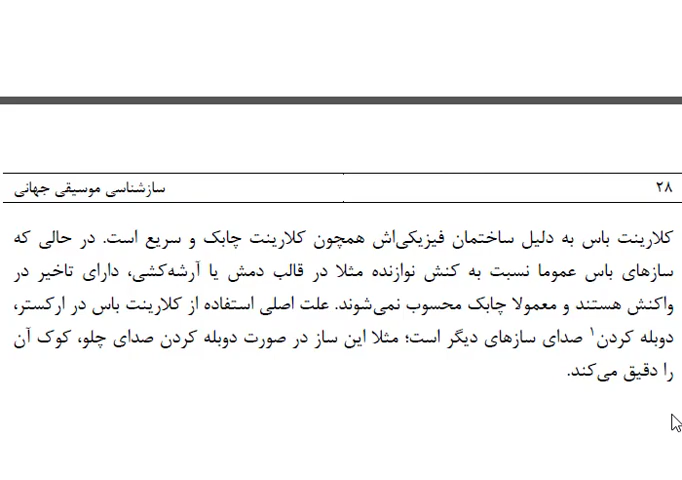 ۲۸ سازشناسی موسیقی جهانی
کلارینت باس به دلیل ساختمان فیزیکی‌اش همچون کلارینت چابک و سریع است. در حالی که
سازهای باس عموما نسبت به کنش نوازنده مثلا در قالب دمش یا آرشه‌کشی، دارای تاخیر در
واکنش هستند و معمولا چابک محسوب نمی‌شوند. علت اصلی استفاده از کلارینت باس در ارکستر،
دوبله کردن۱ صدای سازهای دیگر است؛ مثلا این ساز در صورت دوبله کردن صدای چلو، کوک آن
را دقیق می‌کند.